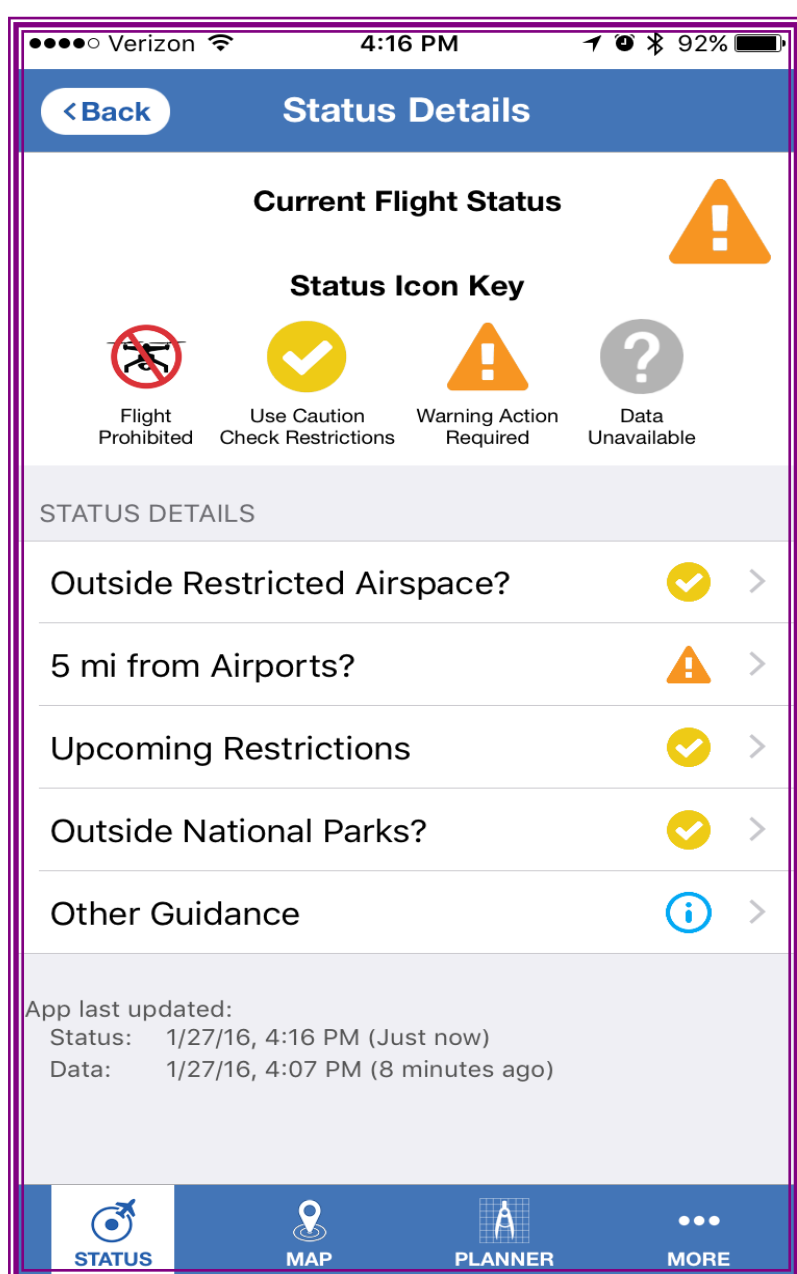 Verizon 4:16 PM 92%
Back Status Details
Current Flight Status
Status Icon Key
Flight Prohibited
Use Caution Check Restrictions
Warning Action Required
Data Unavailable
STATUS DETAILS
Outside Restricted Airspace?
5 mi from Airports?
Upcoming Restrictions
Outside National Parks?
Other Guidance
App last updated:
Status: 1/27/16, 4:16 PM (Just now)
Data: 1/27/16, 4:07 PM (8 minutes ago)
STATUS MAP PLANNER MORE